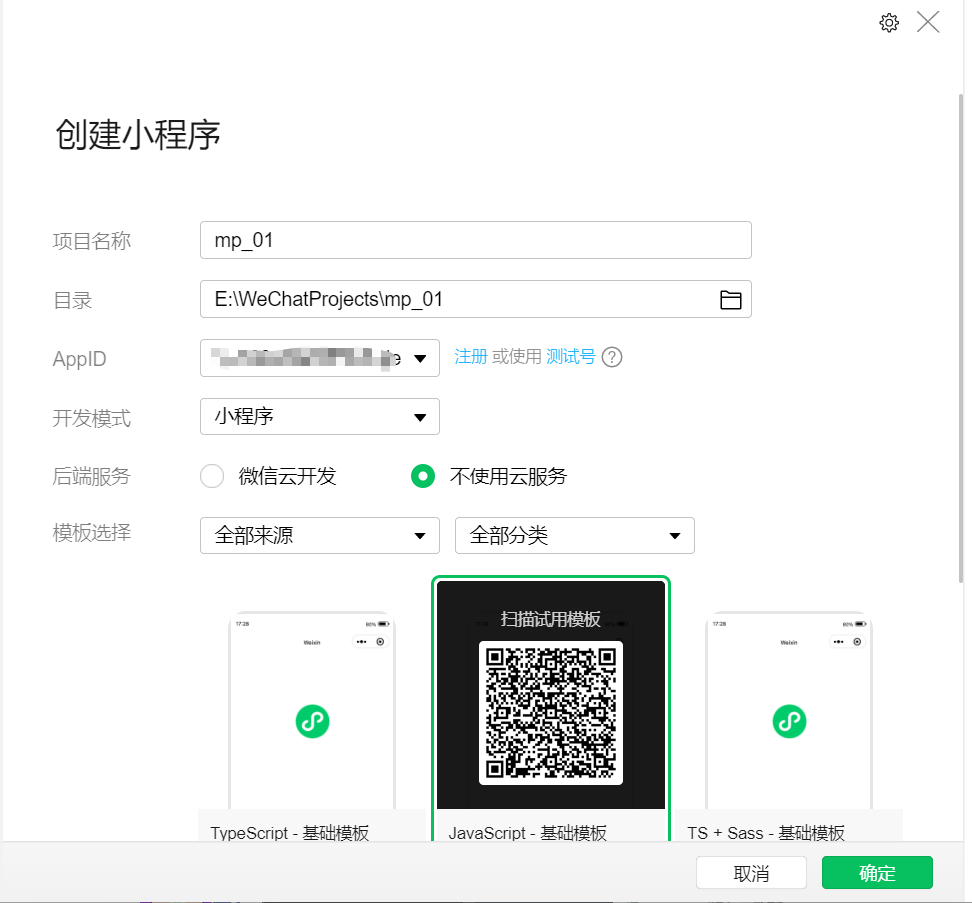 创建小程序
项目名称 mp_01
目录 E:\WeChatProjects\mp_01
AppID 注册 或使用 测试号 ?
开发模式 小程序
后端服务 微信云开发 不使用云服务
模板选择 全部来源 全部分类
扫描试用模板
17:28 80% 17:28 80%
Weixin Weixin
TypeScript - 基础模板 JavaScript - 基础模板 TS + Sass - 基础模板
取消 确定